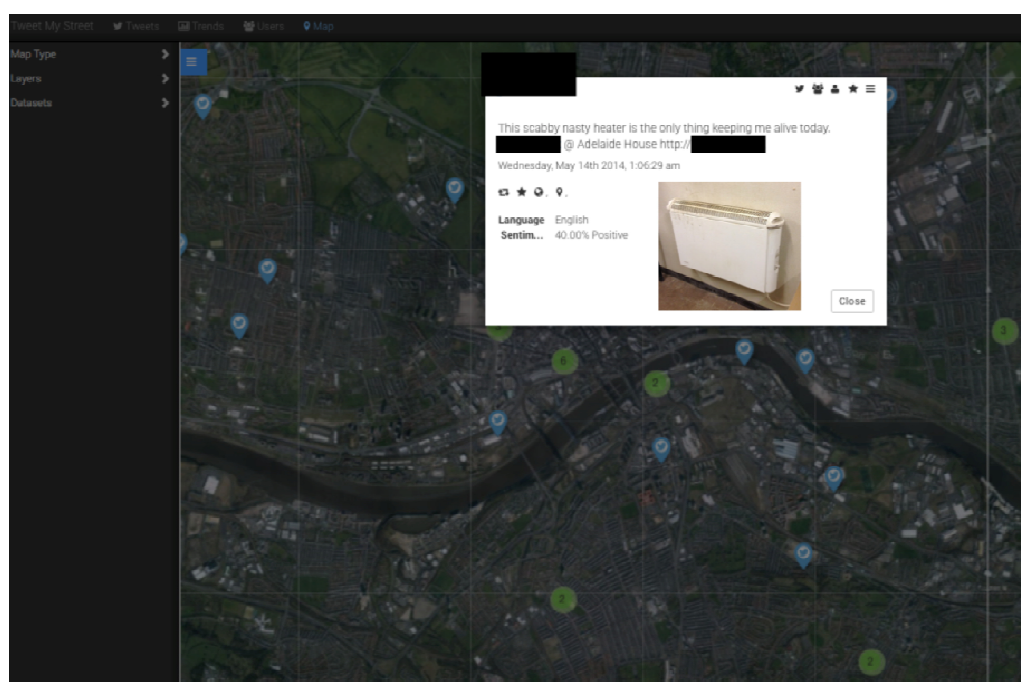 Tweet My Street Tweets Trends Users Map
Map Type
Layers
Datasets
This scabby nasty heater is the only thing keeping me alive today.
@ Adelaide House http://
Wednesday, May 14th 2014, 1:06:29 am
Language English
Sentim... 40.00% Positive
Close
3
6
2
2
2